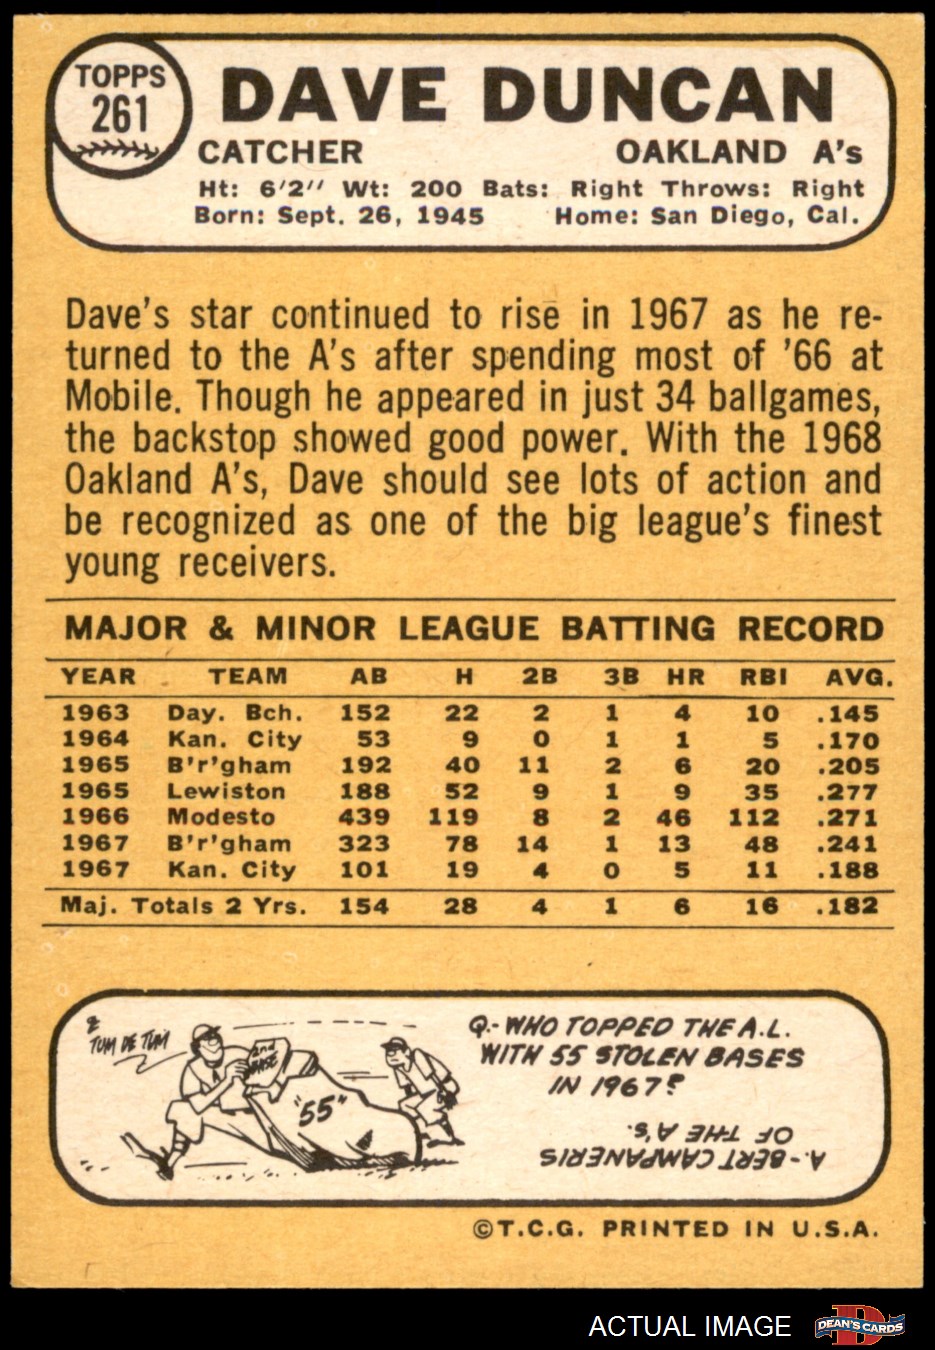 TOPPS
261
DAVE DUNCAN
CATCHER OAKLAND A's
Ht: 6'2" Wt: 200 Bats: Right Throws: Right
Born: Sept. 26, 1945 Home: San Diego, Cal.
Dave's star continued to rise in 1967 as he re-
turned to the A's after spending most of '66 at
Mobile. Though he appeared in just 34 ballgames,
the backstop showed good power. With the 1968
Oakland A's, Dave should see lots of action and
be recognized as one of the big league's finest
young receivers.
MAJOR & MINOR LEAGUE BATTING RECORD
YEAR TEAM AB H 2B 3B HR RBI AVG.
1963 Day. Bch. 152 22 2 1 4 10 .145
1964 Kan. City 53 9 0 1 1 5 .170
1965 B'r'gham 192 40 11 2 6 20 .205
1965 Lewiston 188 52 9 1 9 35 .277
1966 Modesto 439 119 8 2 46 112 .271
1967 B'r'gham 323 78 14 1 13 48 .241
1967 Kan. City 101 19 4 0 5 11 .188
Maj. Totals 2 Yrs. 154 28 4 1 6 16 .182
TUM DE TUM
2nd
BASE
"55"
A
Q.-WHO TOPPED THE A.L.
WITH 55 STOLEN BASES
IN 1967?
A.-BERT CAMPANERIS
OF THE A's.
©T.C.G. PRINTED IN U.S.A.
ACTUAL IMAGE
D
DEAN'S CARDS